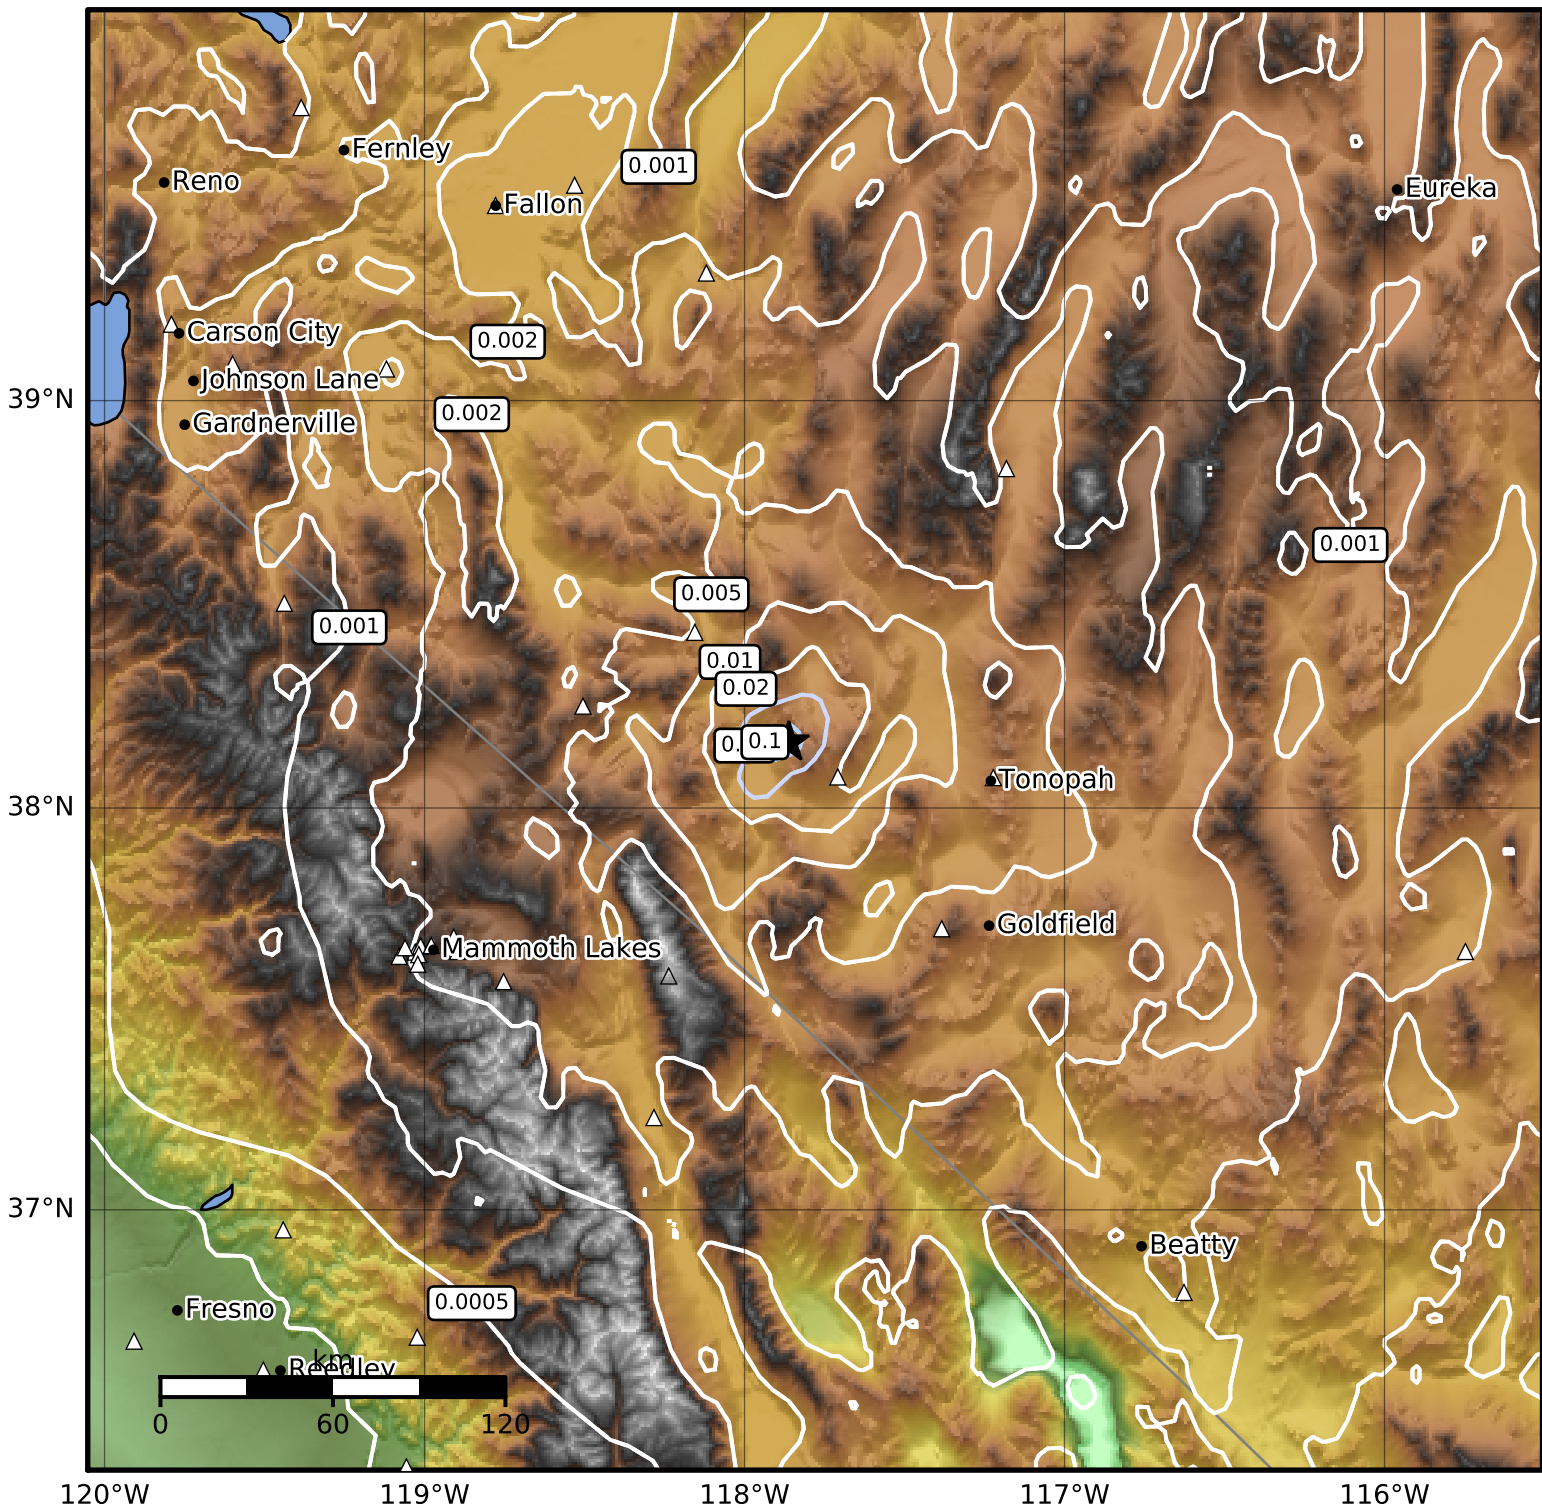 Fernley
0.001
Reno
Eureka
Fallon
Carson City
0.002
Johnson Lane
39°N
0.002
Gardnerville
0.001
0.005
0.001
0.01
0.02
0.1
Tonopah
38°N
Goldfield
Mammoth Lakes
37°N
Beatty
0.0005
Fresno
km
Reedley
0 60 120
120°W 119°W 118°W 117°W 116°W